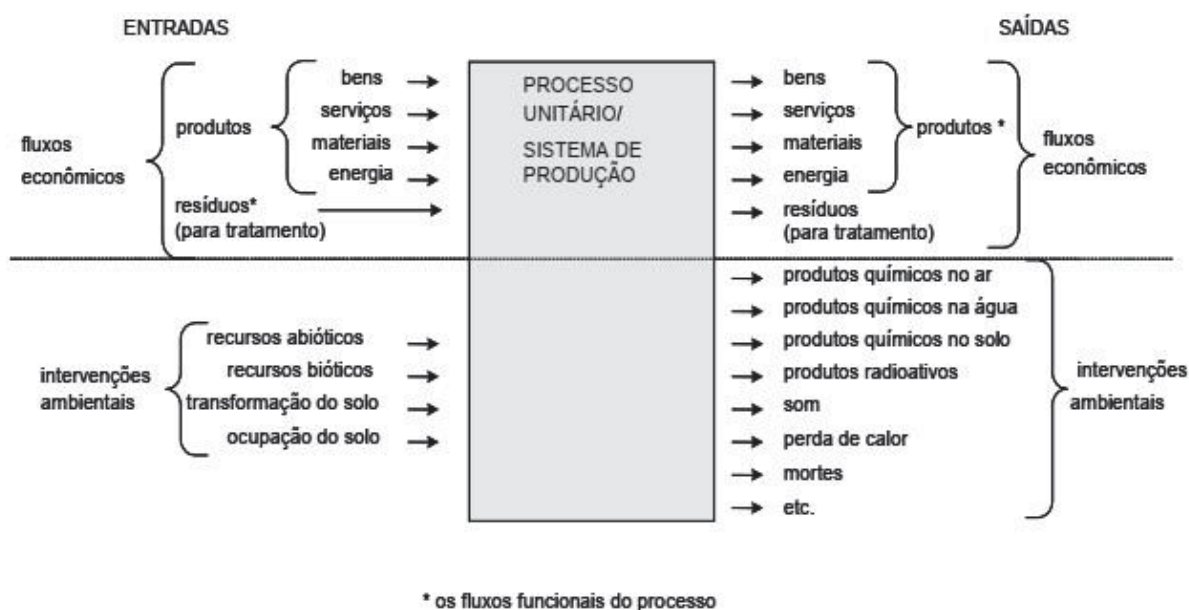 ENTRADAS
SAÍDAS
fluxos
econômicos
produtos
bens
serviços
materiais
energia
resíduos*
(para tratamento)
PROCESSO
UNITÁRIO/
SISTEMA DE
PRODUÇÃO
bens
serviços
materiais
energia
resíduos
(para tratamento)
produtos *
fluxos
econômicos
intervenções
ambientais
recursos abióticos
recursos bióticos
transformação do solo
ocupação do solo
produtos químicos no ar
produtos químicos na água
produtos químicos no solo
produtos radioativos
som
perda de calor
mortes
etc.
intervenções
ambientais
* os fluxos funcionais do processo